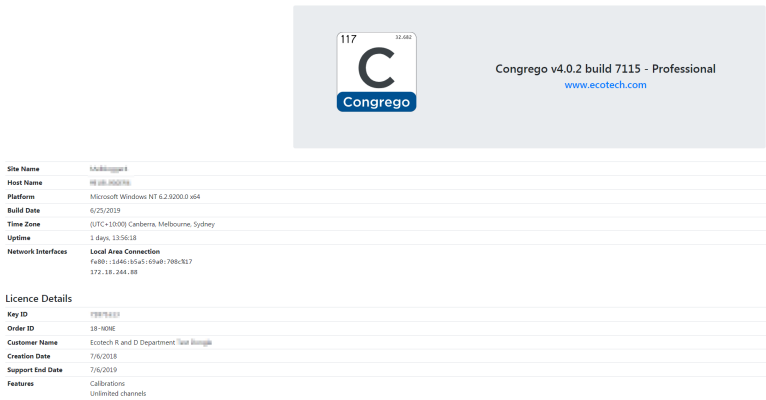 117
32.682
C
Congrego
Congrego v4.0.2 build 7115 - Professional
www.ecotech.com
Site Name
Host Name
Platform Microsoft Windows NT 6.2.9200.0 x64
Build Date 6/25/2019
Time Zone (UTC+10:00) Canberra, Melbourne, Sydney
Uptime 1 days, 13:56:18
Network Interfaces Local Area Connection
fe80::1d46:b5a5:69a0:708c%17
172.18.244.88
Licence Details
Key ID
Order ID 18-NONE
Customer Name Ecotech R and D Department
Creation Date 7/6/2018
Support End Date 7/6/2019
Features Calibrations
Unlimited channels